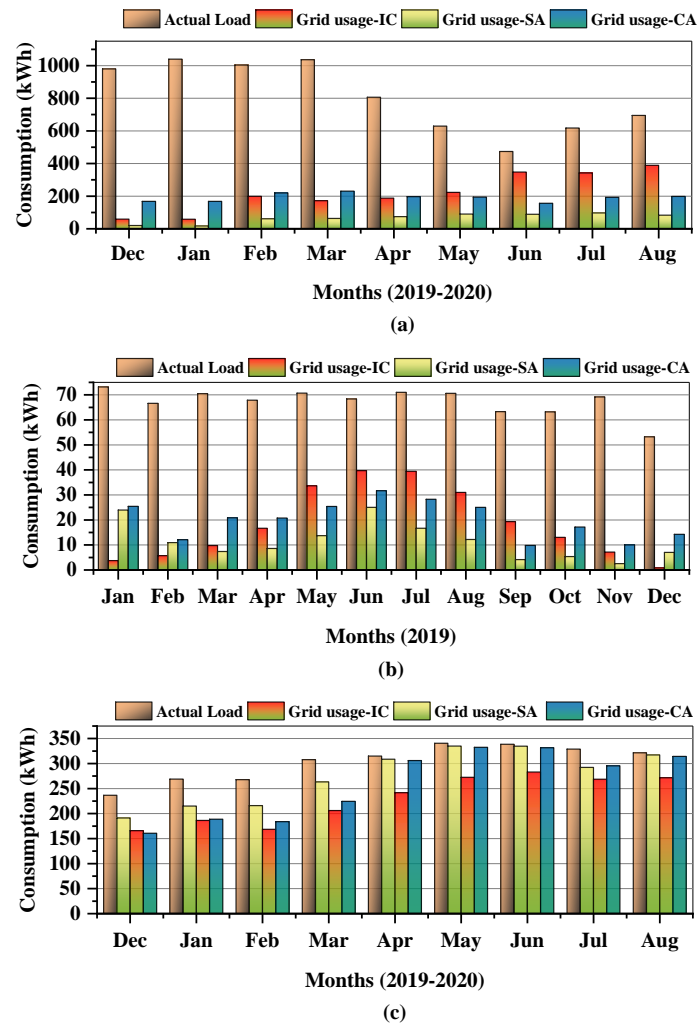 Actual Load Grid usage-IC Grid usage-SA Grid usage-CA
Consumption (kWh)
1000
800
600
400
200
0
Dec Jan Feb Mar Apr May Jun Jul Aug
Months (2019-2020)
(a)
Actual Load Grid usage-IC Grid usage-SA Grid usage-CA
Consumption (kWh)
70
60
50
40
30
20
10
0
Jan Feb Mar Apr May Jun Jul Aug Sep Oct Nov Dec
Months (2019)
(b)
Actual Load Grid usage-IC Grid usage-SA Grid usage-CA
Consumption (kWh)
350
300
250
200
150
100
50
0
Dec Jan Feb Mar Apr May Jun Jul Aug
Months (2019-2020)
(c)